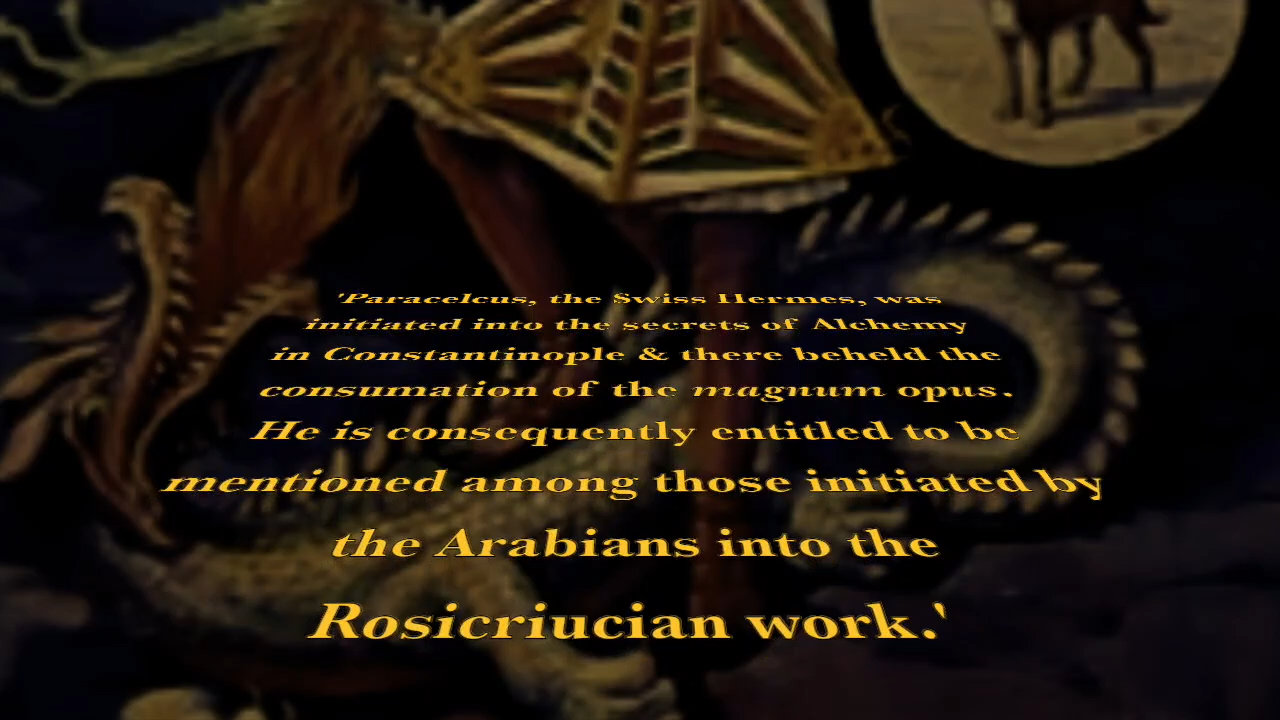 'Paracelcus, the Swiss Hermes, was
initiated into the secrets of Alchemy
in Constantinople & there beheld the
consumation of the magnum opus.
He is consequently entitled to be
mentioned among those initiated by
the Arabians into the
Rosicriucian work.'